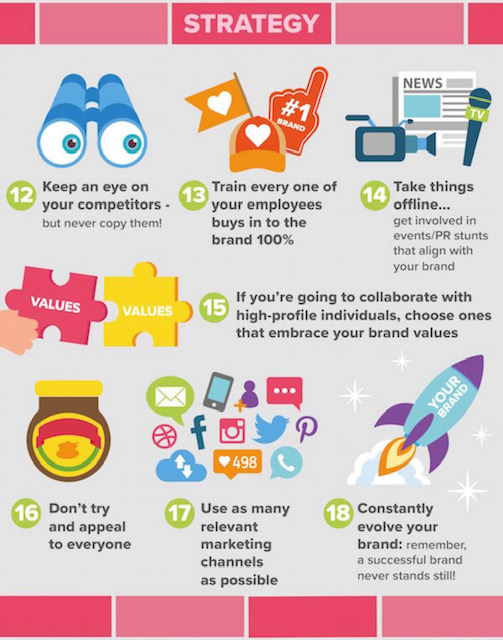 STRATEGY
NEWS
TV
#1
BRAND
12
Keep an eye on
your competitors -
but never copy them!
13
Train every one of
your employees
buys in to the
brand 100%
14
Take things
offline...
get involved in
events/PR stunts
that align with
your brand
VALUES
VALUES
15
If you're going to collaborate with
high-profile individuals, choose ones
that embrace your brand values
498
YOUR
BRAND
16
Don't try
and appeal
to everyone
17
Use as many
relevant
marketing
channels
as possible
18
Constantly
evolve your
brand: remember,
a successful brand
never stands still!